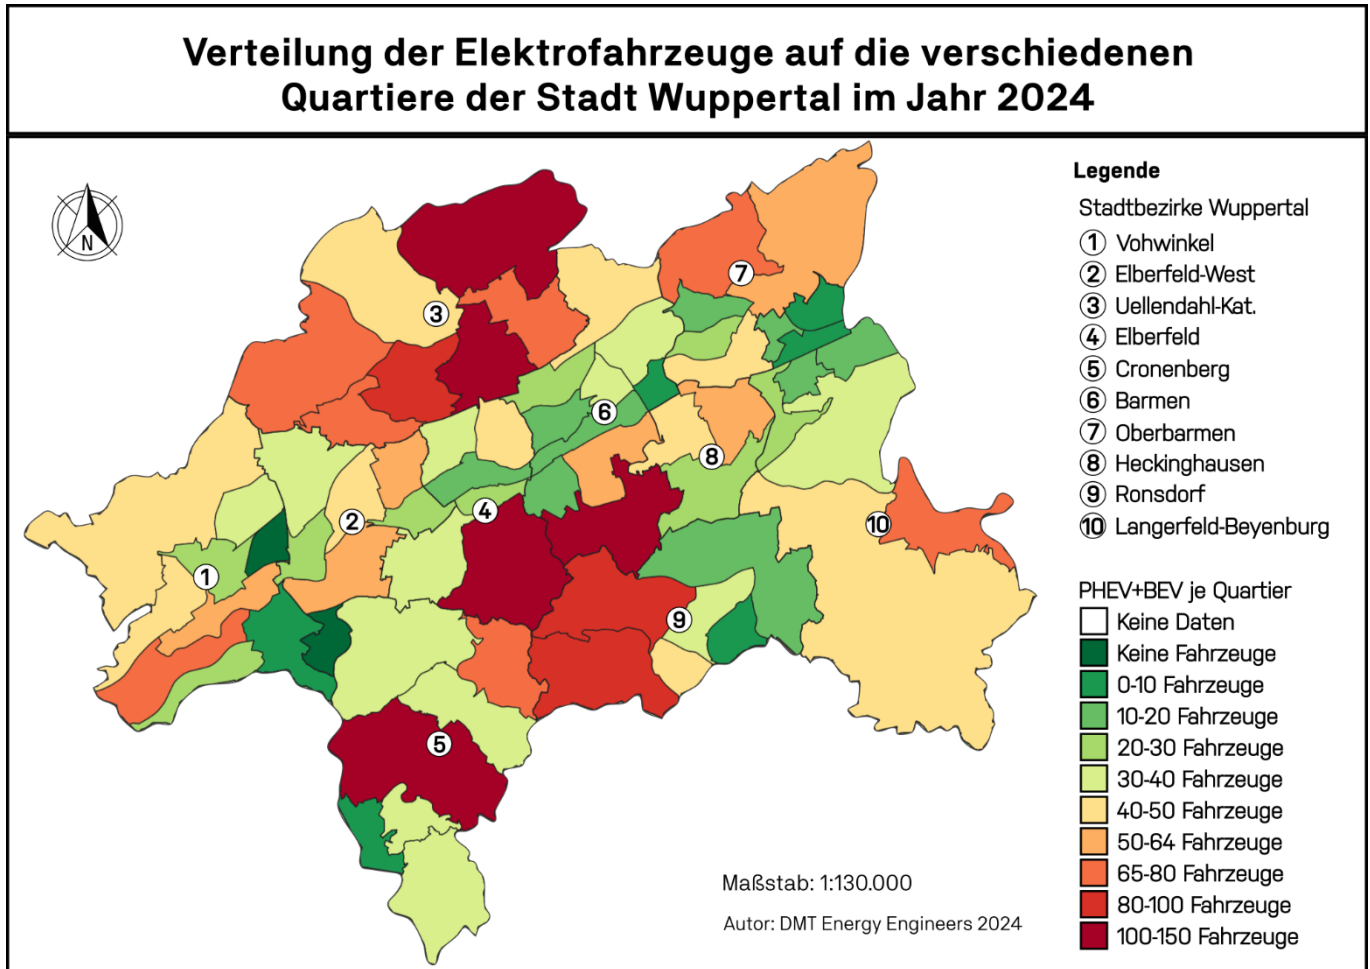 Verteilung der Elektrofahrzeuge auf die verschiedenen
Quartiere der Stadt Wuppertal im Jahr 2024
N
Legende
Stadtbezirke Wuppertal
1 Vohwinkel
2 Elberfeld-West
3 Uellendahl-Kat.
4 Elberfeld
5 Cronenberg
6 Barmen
7 Oberbarmen
8 Heckinghausen
9 Ronsdorf
10 Langerfeld-Beyenburg
PHEV+BEV je Quartier
Keine Daten
Keine Fahrzeuge
0-10 Fahrzeuge
10-20 Fahrzeuge
20-30 Fahrzeuge
30-40 Fahrzeuge
40-50 Fahrzeuge
50-64 Fahrzeuge
65-80 Fahrzeuge
80-100 Fahrzeuge
100-150 Fahrzeuge
7
3
6
8
4
2
10
1
9
5
Maßstab: 1:130.000
Autor: DMT Energy Engineers 2024